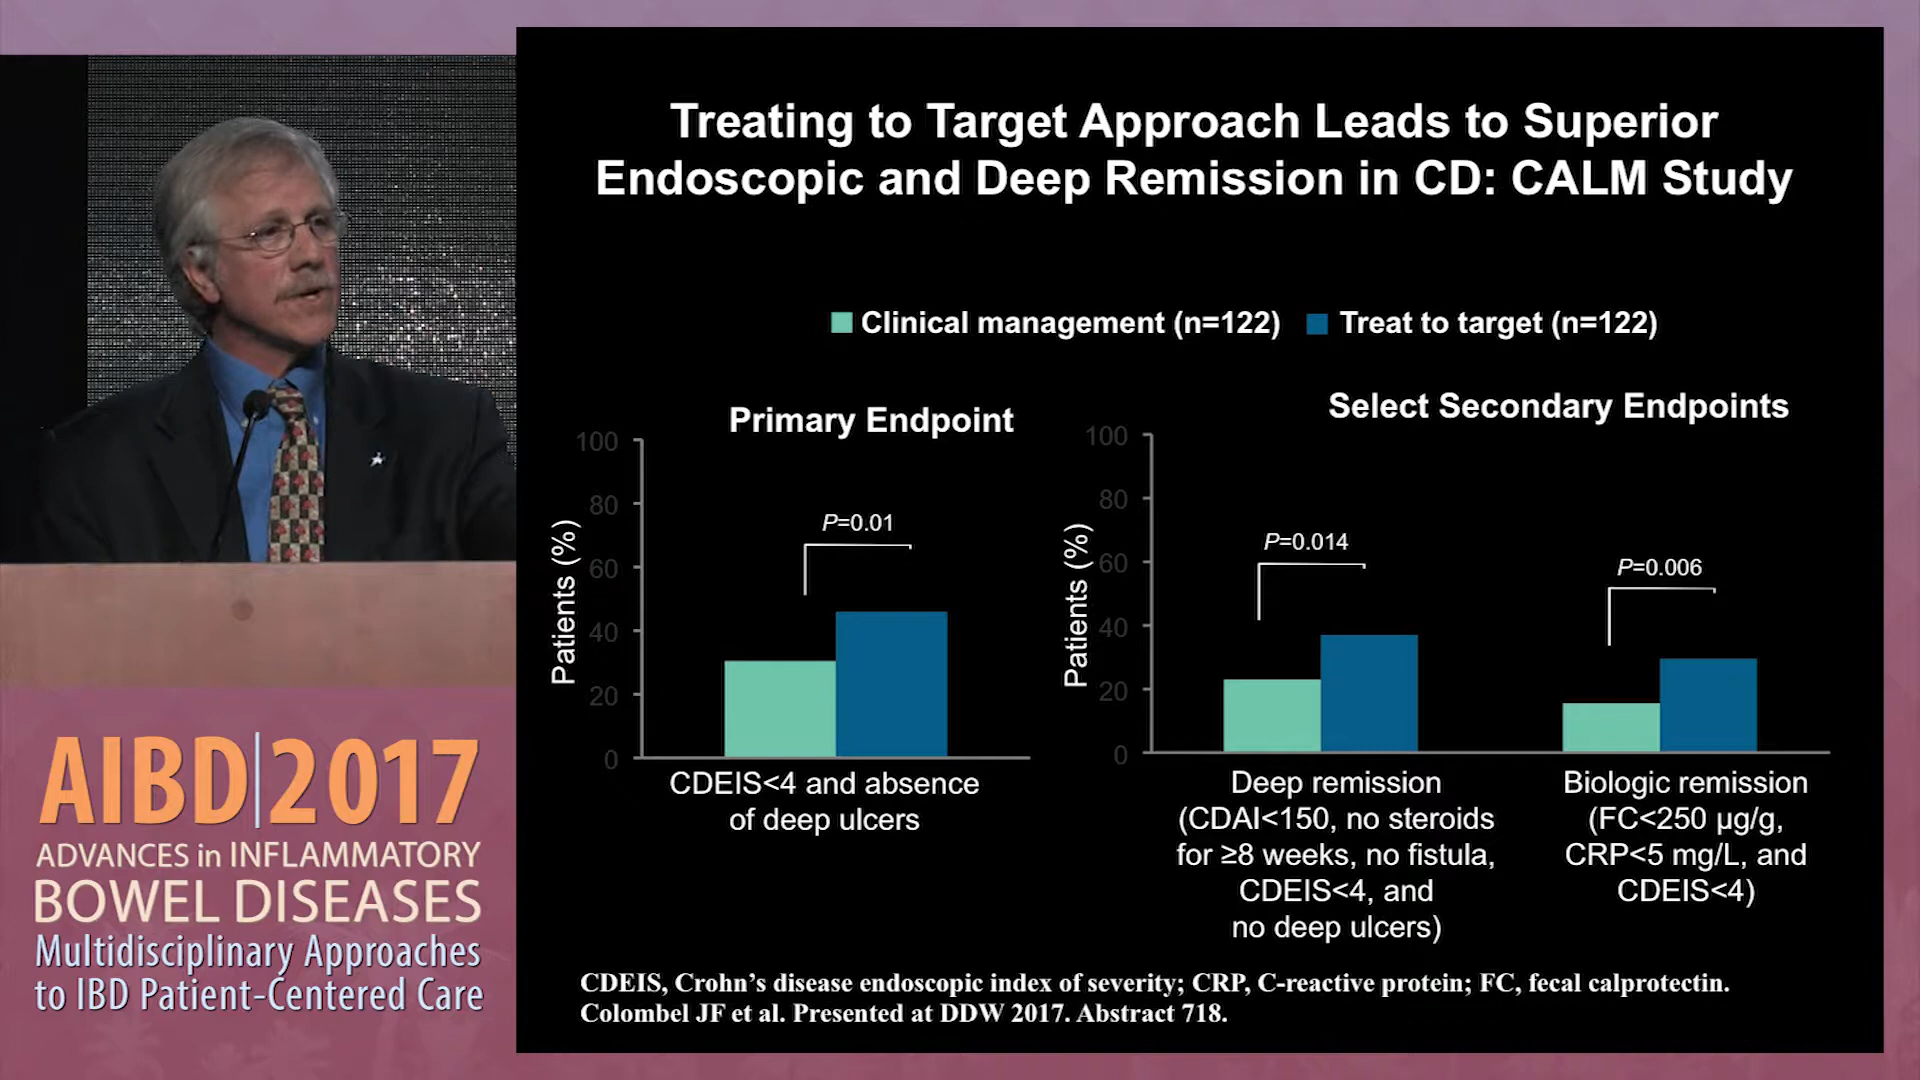 Treating to Target Approach Leads to Superior
Endoscopic and Deep Remission in CD: CALM Study
Clinical management (n=122)
Treat to target (n=122)
Primary Endpoint
Select Secondary Endpoints
100
80
60
40
20
0
Patients (%)
P=0.01
CDEIS<4 and absence
of deep ulcers
100
80
60
40
20
0
Patients (%)
P=0.014
P=0.006
Deep remission
(CDAI<150, no steroids
for ≥8 weeks, no fistula,
CDEIS<4, and
no deep ulcers)
Biologic remission
(FC<250 µg/g,
CRP<5 mg/L, and
CDEIS<4)
CDEIS, Crohn’s disease endoscopic index of severity; CRP, C-reactive protein; FC, fecal calprotectin.
Colombel JF et al. Presented at DDW 2017. Abstract 718.
AIBD|2017
ADVANCES in INFLAMMATORY
BOWEL DISEASES
Multidisciplinary Approaches
to IBD Patient-Centered Care